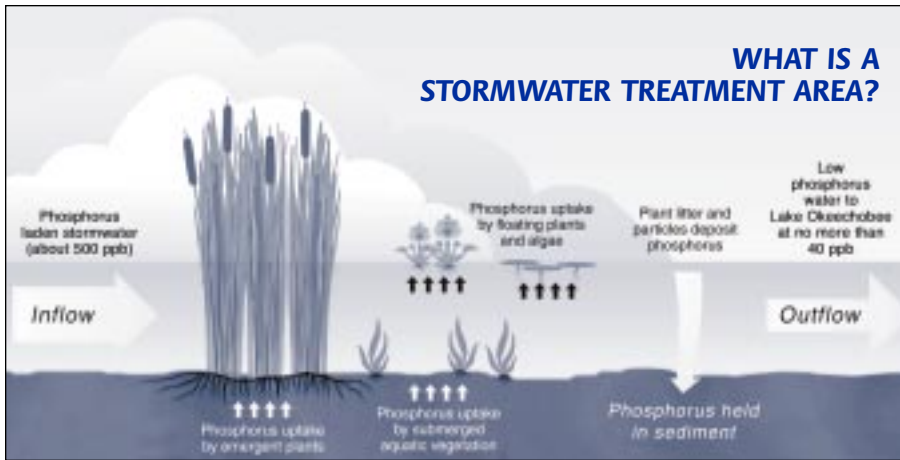 WHAT IS A
STORMWATER TREATMENT AREA?
Phosphorus
laden stormwater
(about 500 ppb)
Inflow
Phosphorus uptake
by floating plants
and algae
Plant litter and
particles deposit
phosphorus
Low
phosphorus
water to
Lake Okeechobee
at no more than
40 ppb
Outflow
Phosphorus uptake
by emergent plants
Phosphorus uptake
by submerged
aquatic vegetation
Phosphorus held
in sediment